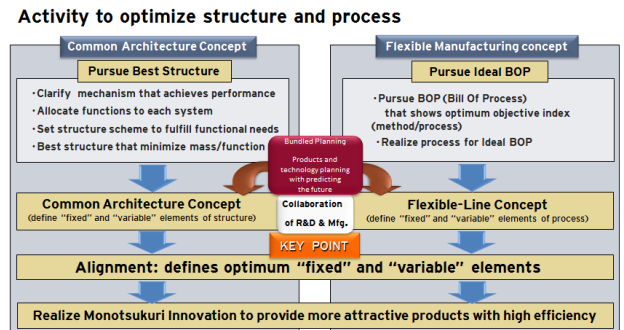 Activity to optimize structure and process
Common Architecture Concept
Pursue Best Structure
・Clarify mechanism that achieves performance
・Allocate functions to each system
・Set structure scheme to fulfill functional needs
・Best structure that minimize mass/function
Flexible Manufacturing concept
Pursue Ideal BOP
・Pursue BOP (Bill Of Process)
that shows optimum objective index
(method/process)
・Realize process for Ideal BOP
Bundled Planning
Products and
technology planning
with predicting
the future
Common Architecture Concept
(define “fixed” and “variable” elements of structure)
Collaboration
of R&D & Mfg.
Flexible-Line Concept
(define “fixed” and “variable” elements of process)
KEY POINT
Alignment: defines optimum “fixed” and “variable” elements
Realize Monotsukuri Innovation to provide more attractive products with high efficiency